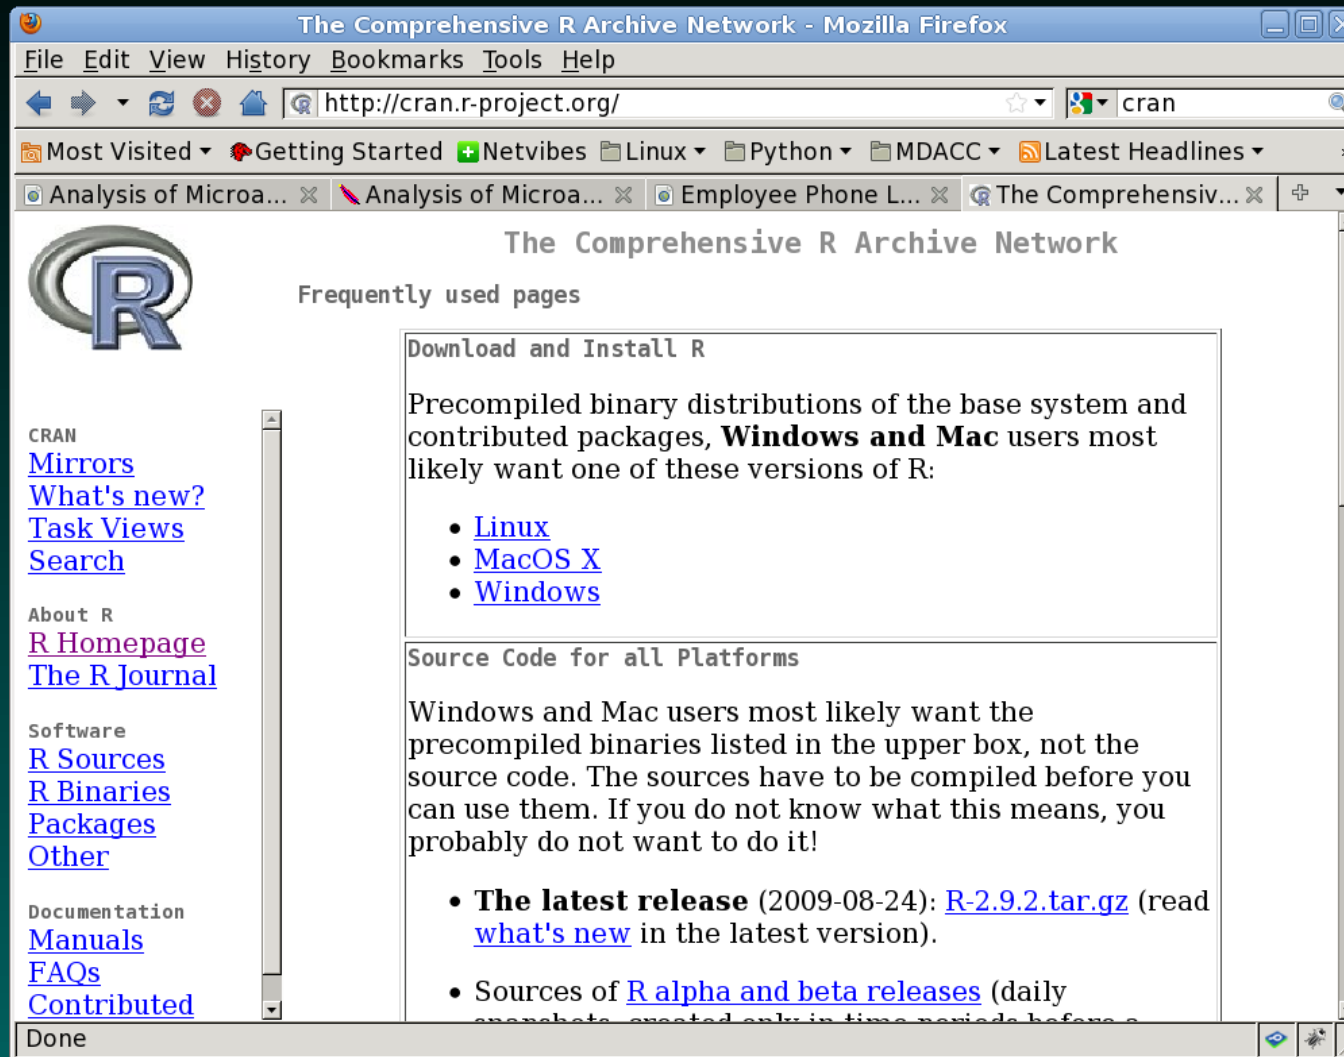 The Comprehensive R Archive Network - Mozilla Firefox
File Edit View History Bookmarks Tools Help
http://cran.r-project.org/ cran
Most Visited Getting Started Netvibes Linux Python MDACC Latest Headlines
Analysis of Microa... Analysis of Microa... Employee Phone L... The Comprehensiv...
R
CRAN
Mirrors
What's new?
Task Views
Search
About R
R Homepage
The R Journal
Software
R Sources
R Binaries
Packages
Other
Documentation
Manuals
FAQs
Contributed
The Comprehensive R Archive Network
Frequently used pages
Download and Install R
Precompiled binary distributions of the base system and
contributed packages, Windows and Mac users most
likely want one of these versions of R:
• Linux
• MacOS X
• Windows
Source Code for all Platforms
Windows and Mac users most likely want the
precompiled binaries listed in the upper box, not the
source code. The sources have to be compiled before you
can use them. If you do not know what this means, you
probably do not want to do it!
• The latest release (2009-08-24): R-2.9.2.tar.gz (read
what's new in the latest version).
• Sources of R alpha and beta releases (daily
snapshots, created only in time periods before a
Done